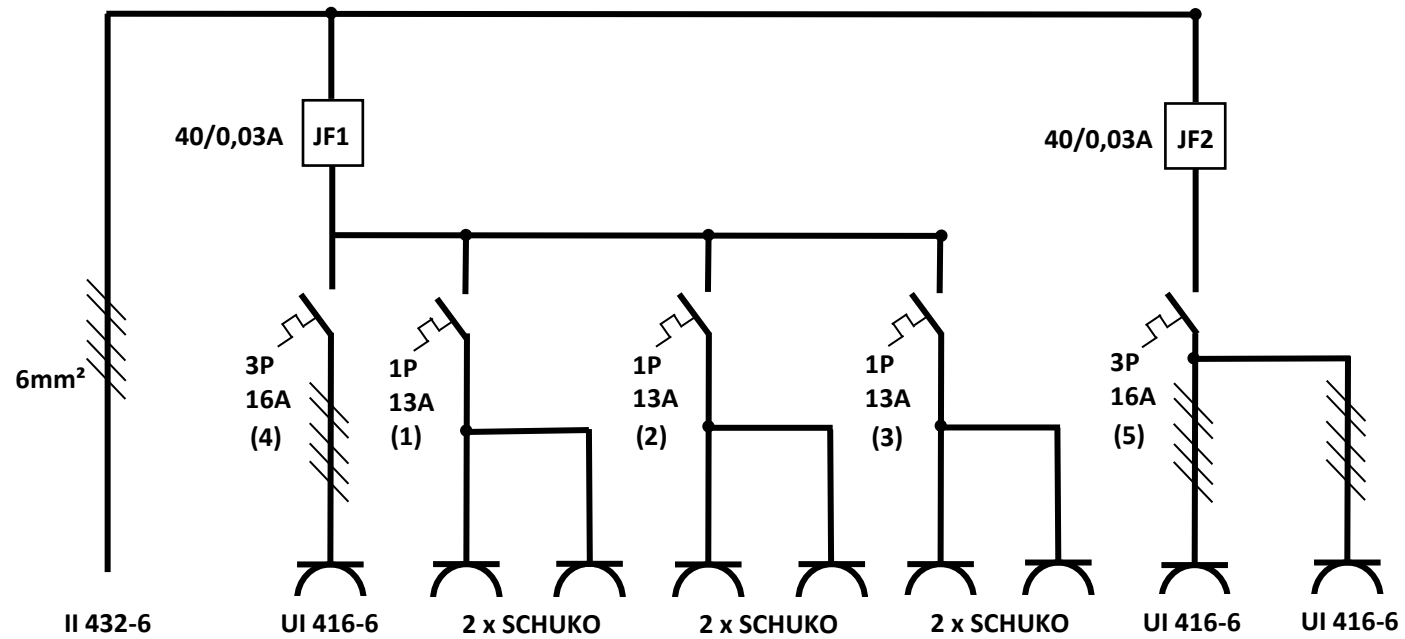 40/0,03A
JF1
40/0,03A
JF2
6mm²
3P
16A
(4)
1P
13A
(1)
1P
13A
(2)
1P
13A
(3)
3P
16A
(5)
II 432-6
UI 416-6
2 x SCHUKO
2 x SCHUKO
2 x SCHUKO
UI 416-6
UI 416-6